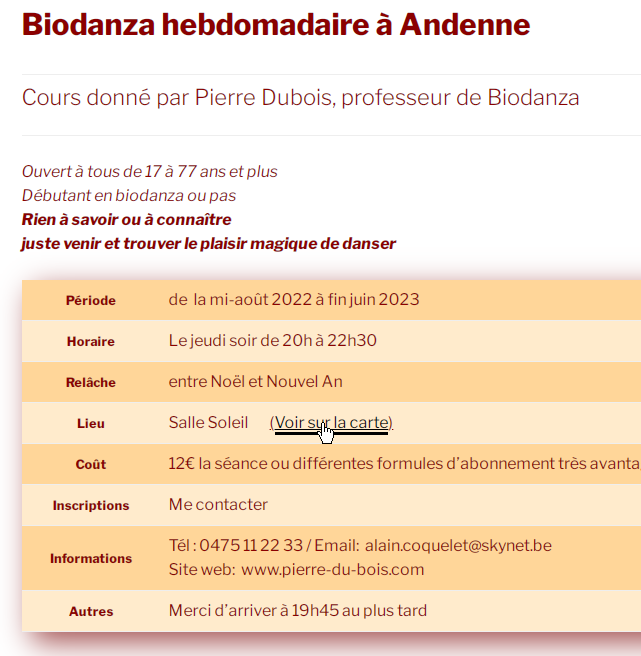 Biodanza hebdomadaire à Andenne
Cours donné par Pierre Dubois, professeur de Biodanza
Ouvert à tous de 17 à 77 ans et plus
Débutant en biodanza ou pas
Rien à savoir ou à connaître
juste venir et trouver le plaisir magique de danser
Période de la mi-août 2022 à fin juin 2023
Horaire Le jeudi soir de 20h à 22h30
Relâche entre Noël et Nouvel An
Lieu Salle Soleil (Voir sur la carte)
Coût 12€ la séance ou différentes formules d'abonnement très avanta
Inscriptions Me contacter
Informations Tél : 0475 11 22 33 / Email: alain.coquelet@skynet.be
Site web: www.pierre-du-bois.com
Autres Merci d'arriver à 19h45 au plus tard